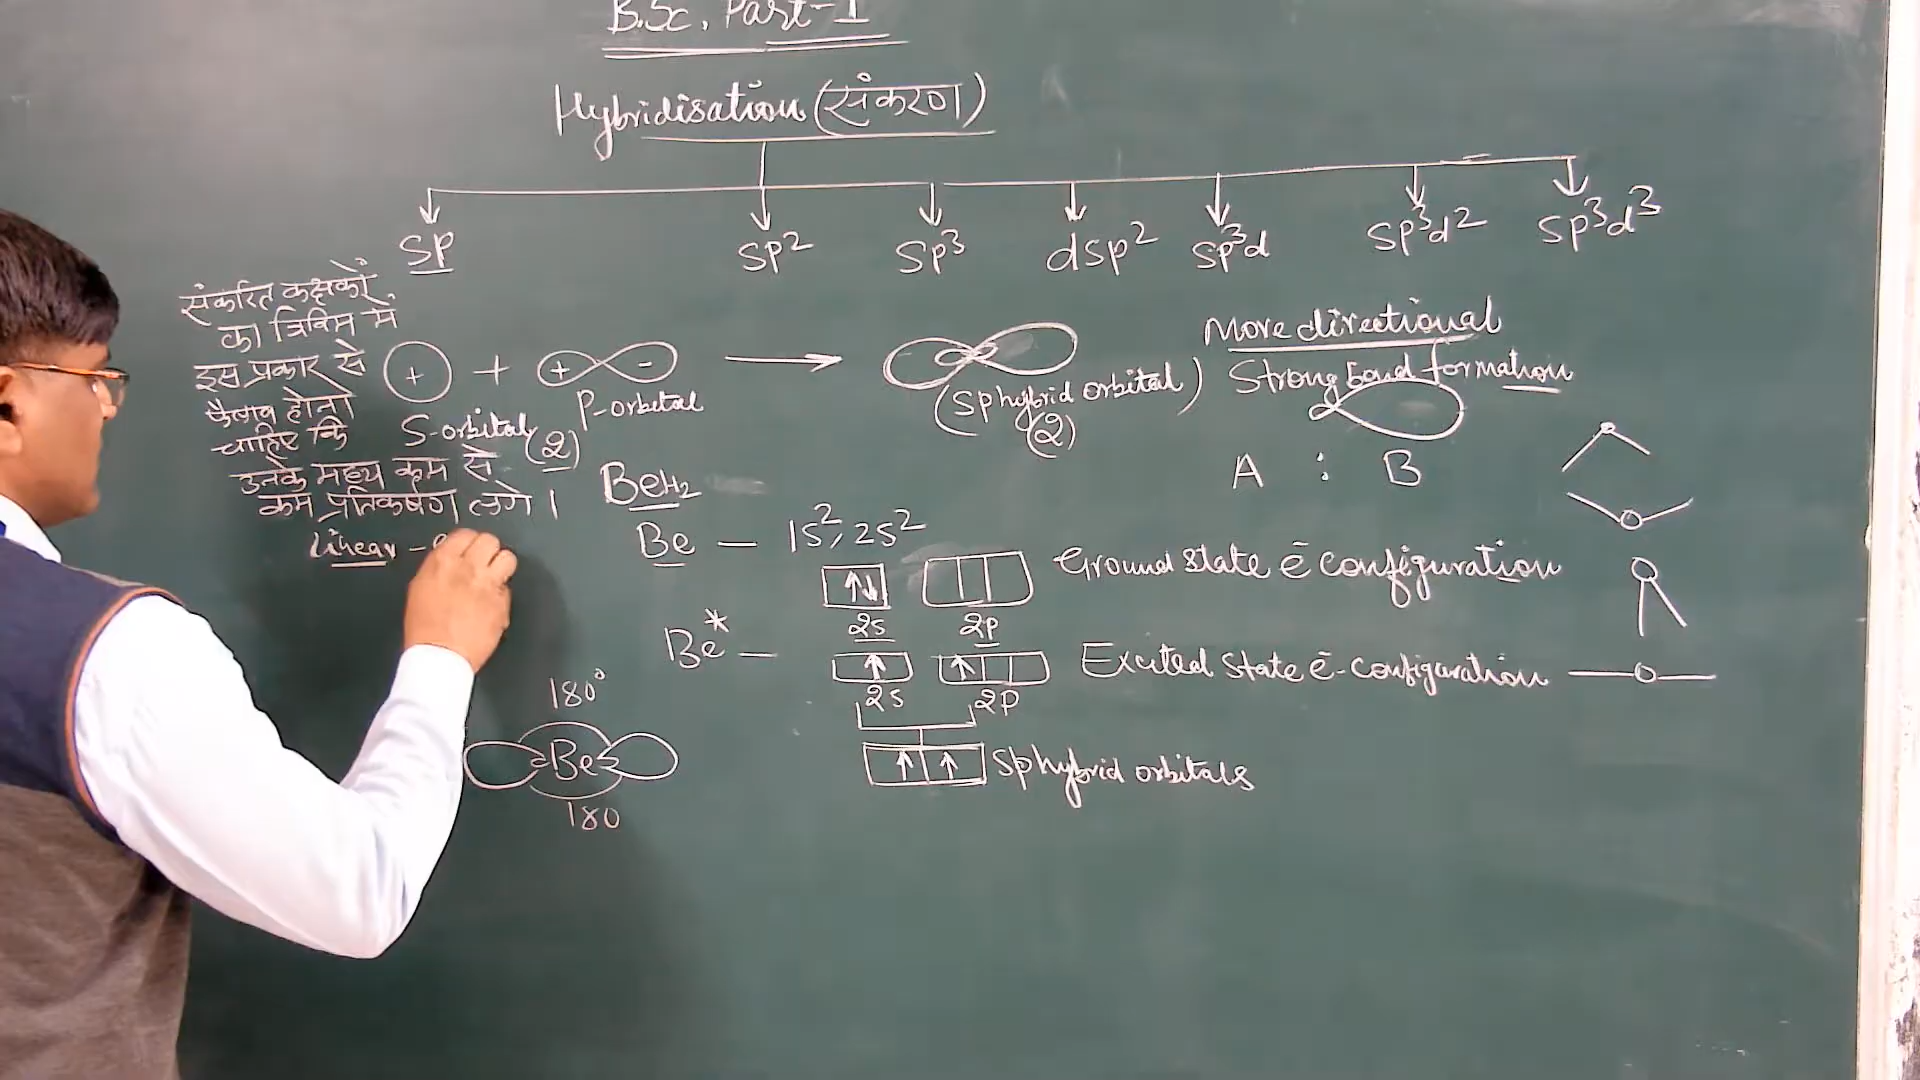 B.Sc. Part-I
Hybridisation (संकरण)
sp sp² sp³ dsp² sp³d sp³d² sp³d³
संकरित कक्षकों
का त्रिविम में
इस प्रकार से
फैलाव होना
चाहिए कि
उनके मध्य कम से
कम प्रतिकर्षण लगे।
Linear –
+ + + -
S-orbital (2)
P-orbital
(Sp hybrid orbital)
(2)
More directional
Strong bond formation
A : B
BeH₂
Be — 1s², 2s²
2s 2p
Ground State ē configuration
Be* —
2s 2p
Excited State ē-configuration
Sp hybrid orbitals
180°
Be
180